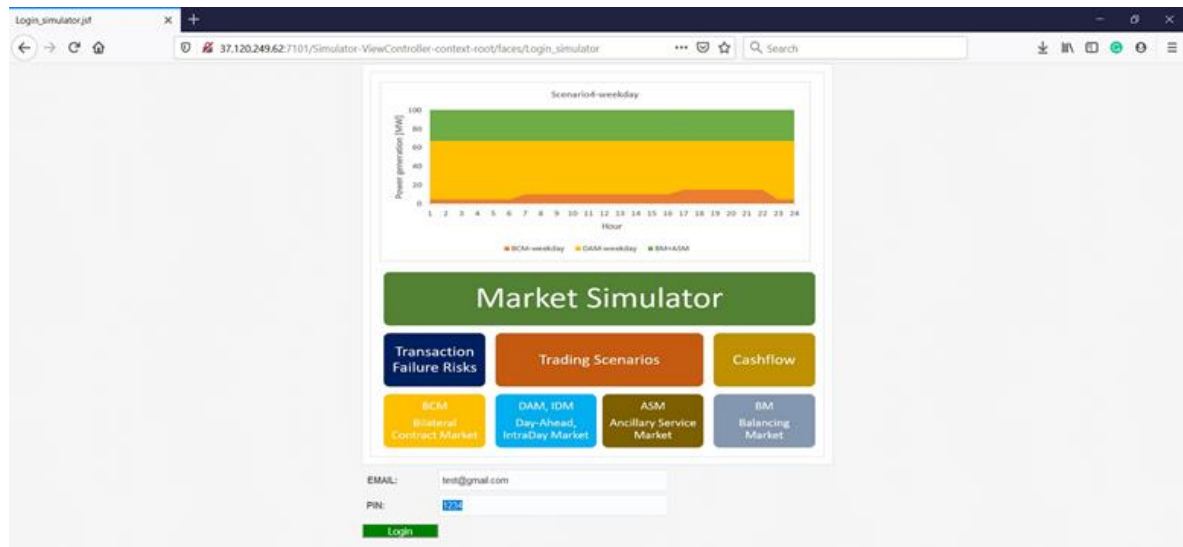 Login_simulator.jsf
37.120.249.62:7101/Simulator-ViewController-context-root/faces/Login_simulator
Search
Scenario4-weekday
Power generation [MW]
100
80
60
40
20
0
1 2 3 4 5 6 7 8 9 10 11 12 13 14 15 16 17 18 19 20 21 22 23 24
Hour
BCM-weekday DAM-weekday BM+ASM
Market Simulator
Transaction
Failure Risks
Trading Scenarios
Cashflow
BCM
Bilateral
Contract Market
DAM, IDM
Day-Ahead,
IntraDay Market
ASM
Ancillary Service
Market
BM
Balancing
Market
EMAIL: test@gmail.com
PIN: 1234
Login